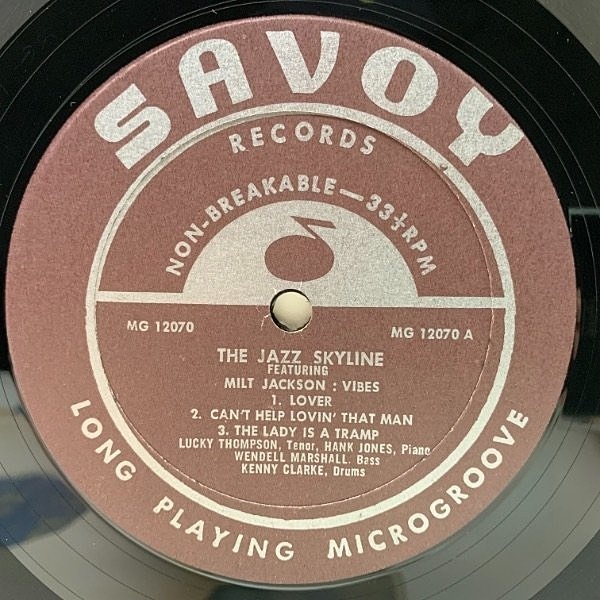 SAVOY
RECORDS
NON-BREAKABLE—33⅓RPM
MG 12070
MG 12070 A
THE JAZZ SKYLINE
FEATURING
MILT JACKSON : VIBES
1. LOVER
2. CAN'T HELP LOVIN' THAT MAN
3. THE LADY IS A TRAMP
LUCKY THOMPSON, Tenor, HANK JONES, Piano
WENDELL MARSHALL. Bass
KENNY CLARKE, Drums
LONG PLAYING MICROGROOVE